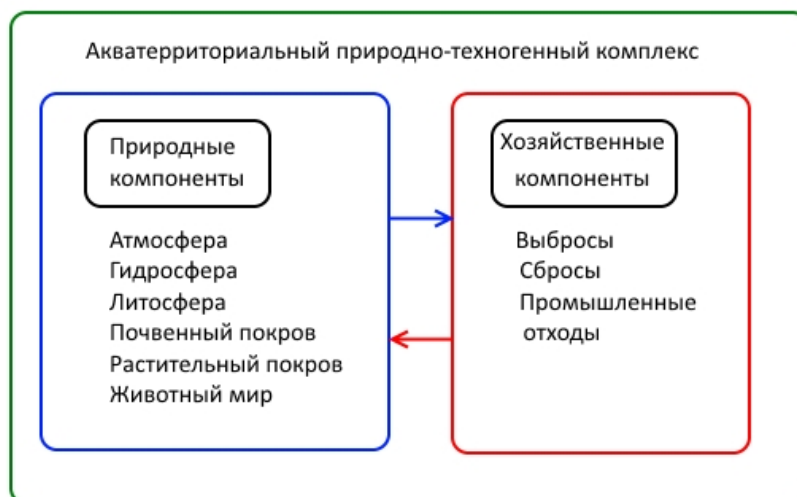 Акватерриториальный природно-техногенный комплекс
Природные
компоненты
Атмосфера
Гидросфера
Литосфера
Почвенный покров
Растительный покров
Животный мир
Хозяйственные
компоненты
Выбросы
Сбросы
Промышленные
отходы